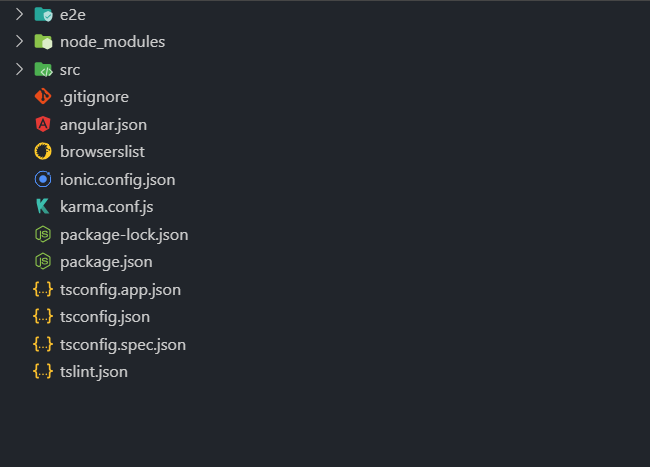 e2e
node_modules
src
.gitignore
angular.json
browserslist
ionic.config.json
karma.conf.js
package-lock.json
package.json
tsconfig.app.json
tsconfig.json
tsconfig.spec.json
tslint.json